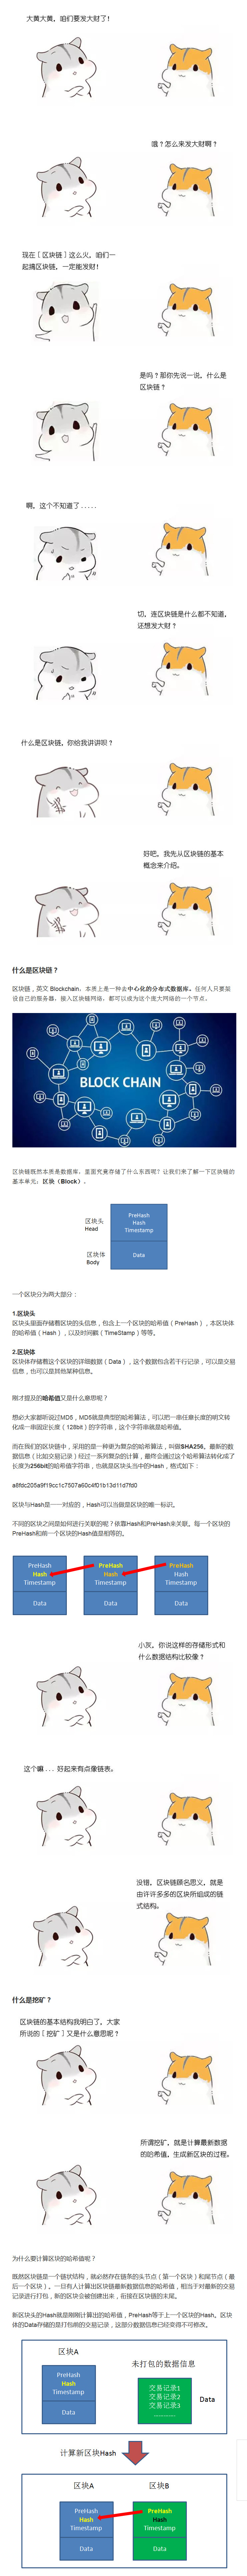 大黄大黄，咱们要发大财了！
哦？怎么来发大财啊？
现在［区块链］这么火，咱们一
起搞区块链，一定能发财！
是吗？那你先说一说，什么是
区块链？
啊，这个不知道了.....
切，连区块链是什么都不知道，
还想发大财？
什么是区块链，你给我讲讲呗？
好吧，我先从区块链的基本
概念来介绍。
什么是区块链？
区块链，英文 Blockchain，本质上是一种去中心化的分布式数据库。任何人只要架
设自己的服务器，接入区块链网络，都可以成为这个庞大网络的一个节点。
BLOCK CHAIN
区块链既然本质是数据库，里面究竟存储了什么东西呢？让我们来了解一下区块链的
基本单元：区块（Block）。
区块头
Head
PreHash
Hash
Timestamp
区块体
Body
Data
一个区块分为两大部分：
1.区块头
区块头里面存储着区块的头信息，包含上一个区块的哈希值（PreHash），本区块体
的哈希值（Hash），以及时间戳（TimeStamp）等等。
2.区块体
区块体存储着这个区块的详细数据（Data），这个数据包含若干行记录，可以是交易
信息，也可以是其他某种信息。
刚才提及的哈希值又是什么意思呢？
想必大家都听说过MD5，MD5就是典型的哈希算法，可以把一串任意长度的明文转
化成一串固定长度（128bit）的字符串，这个字符串就是哈希值。
而在我们的区块链中，采用的是一种更为复杂的哈希算法，叫做SHA256。最新的数
据信息（比如交易记录）经过一系列复杂的计算，最终会通过这个哈希算法转化成了
长度为256bit的哈希值字符串，也就是区块头当中的Hash，格式如下：
a8fdc205a9f19cc1c7507a60c4f01b13d11d7fd0
区块与Hash是一一对应的，Hash可以当做是区块的唯一标识。
不同的区块之间是如何进行关联的呢？依靠Hash和PreHash来关联。每一个区块的
PreHash和前一个区块的Hash值是相等的。
PreHash
Hash
Timestamp
Data
PreHash
Hash
Timestamp
Data
PreHash
Hash
Timestamp
Data
小灰，你说这样的存储形式和
什么数据结构比较像？
这个嘛... 好起来有点像链表。
没错，区块链顾名思义，就是
由许许多多的区块所组成的链
式结构。
什么是挖矿？
区块链的基本结构我明白了，大家
所说的［挖矿］又是什么意思呢？
所谓挖矿，就是计算最新数据
的哈希值，生成新区块的过程。
为什么要计算区块的哈希值呢？
既然区块链是一个链状结构，就必然存在链条的头节点（第一个区块）和尾节点（最
后一个区块）。一旦有人计算出区块链最新数据信息的哈希值，相当于对最新的交易
记录进行打包，新的区块会被创建出来，衔接在区块链的末尾。
新区块头的Hash就是刚刚计算出的哈希值，PreHash等于上一个区块的Hash。区块
体的Data存储的是打包前的交易记录，这部分数据信息已经变得不可修改。
区块A
PreHash
Hash
Timestamp
Data
未打包的数据信息
交易记录1
交易记录2
交易记录3
............
Data
计算新区块Hash
区块A
区块B
PreHash
Hash
Timestamp
Data
PreHash
Hash
Timestamp
Data